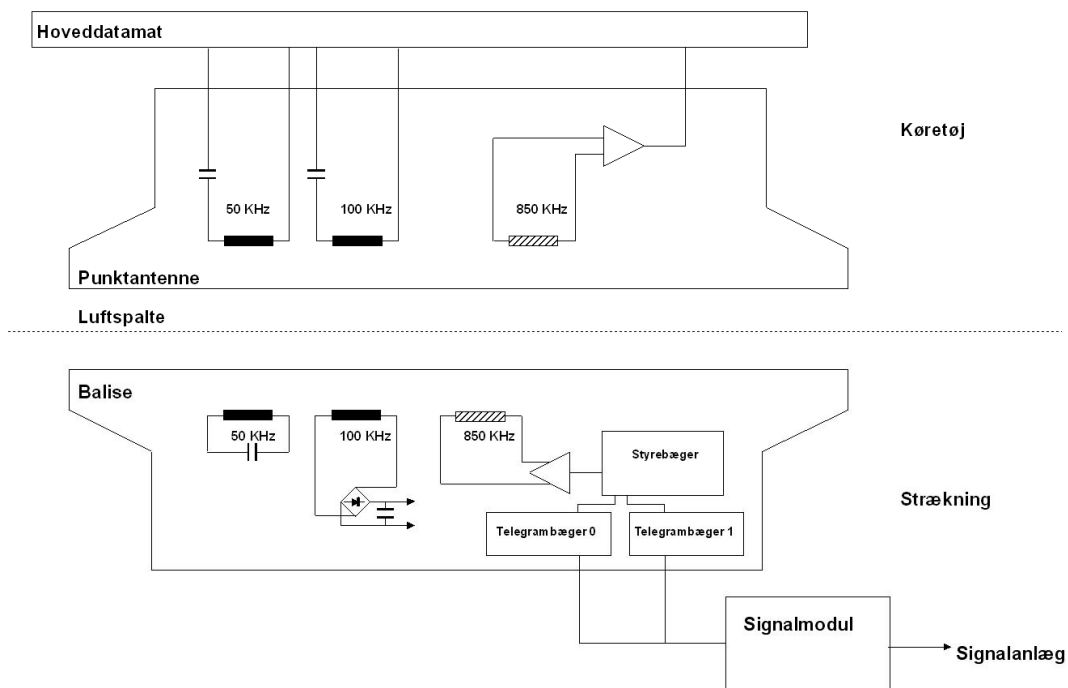 Hoveddatamat
Køretøj
50 KHz
100 KHz
850 KHz
Punktantenne
Luftspalte
Balise
50 KHz
100 KHz
850 KHz
Styrebæger
Strækning
Telegrambæger 0
Telegrambæger 1
Signalmodul
Signalanlæg